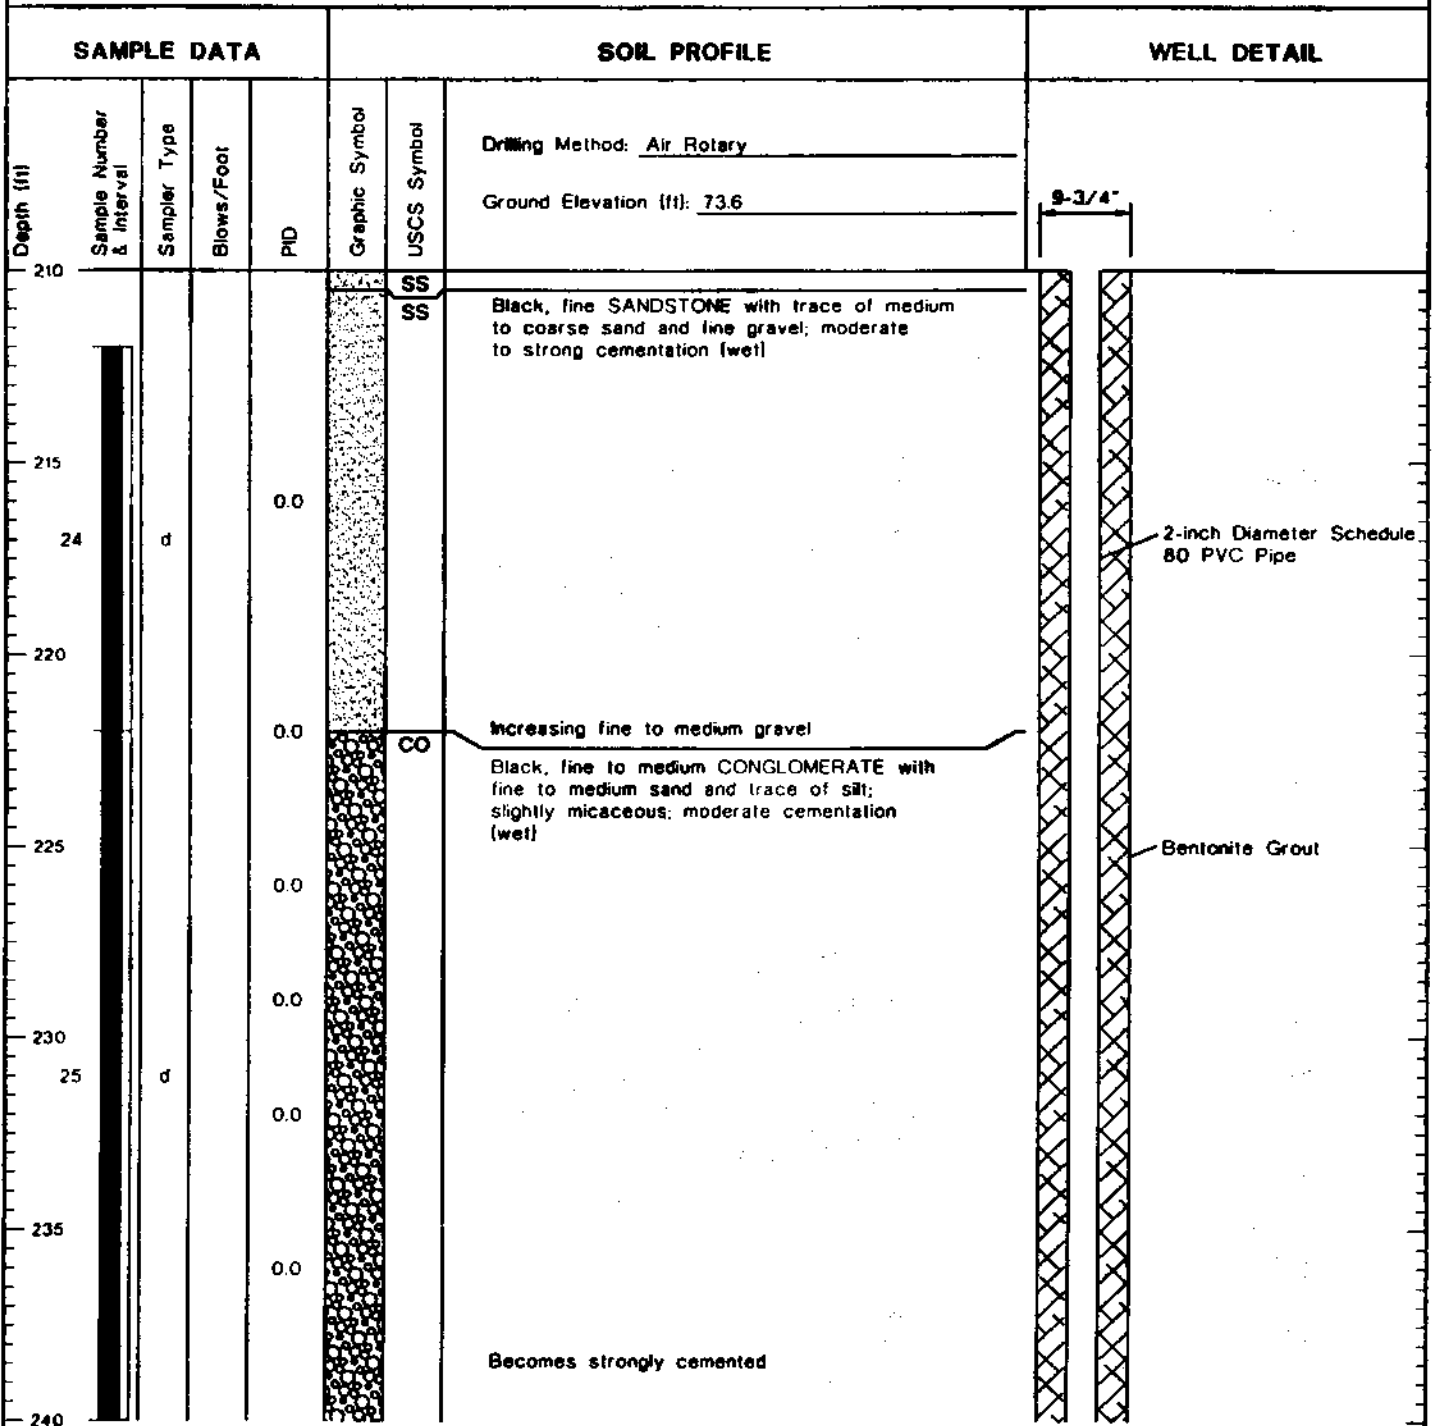 SAMPLE DATA
SOIL PROFILE
WELL DETAIL
Depth (ft)
Sample Number
& Interval
Sampler Type
Blows/Foot
PID
Graphic Symbol
USCS Symbol
Drilling Method: Air Rotary
Ground Elevation (ft): 73.6
9-3/4"
210
SS
SS
Black, fine SANDSTONE with trace of medium
to coarse sand and fine gravel; moderate
to strong cementation (wet)
215
0.0
24
d
2-inch Diameter Schedule
80 PVC Pipe
220
0.0
Increasing fine to medium gravel
CO
Black, fine to medium CONGLOMERATE with
fine to medium sand and trace of silt;
slightly micaceous; moderate cementation
(wet)
225
Bentonite Grout
0.0
0.0
230
25
d
0.0
235
0.0
Becomes strongly cemented
240